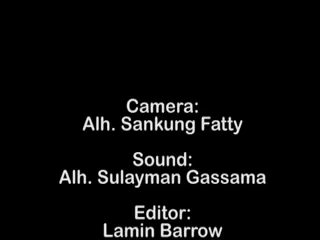 Camera:
Alh. Sankung Fatty
Sound:
Alh. Sulayman Gassama
Editor:
Lamin Barrow